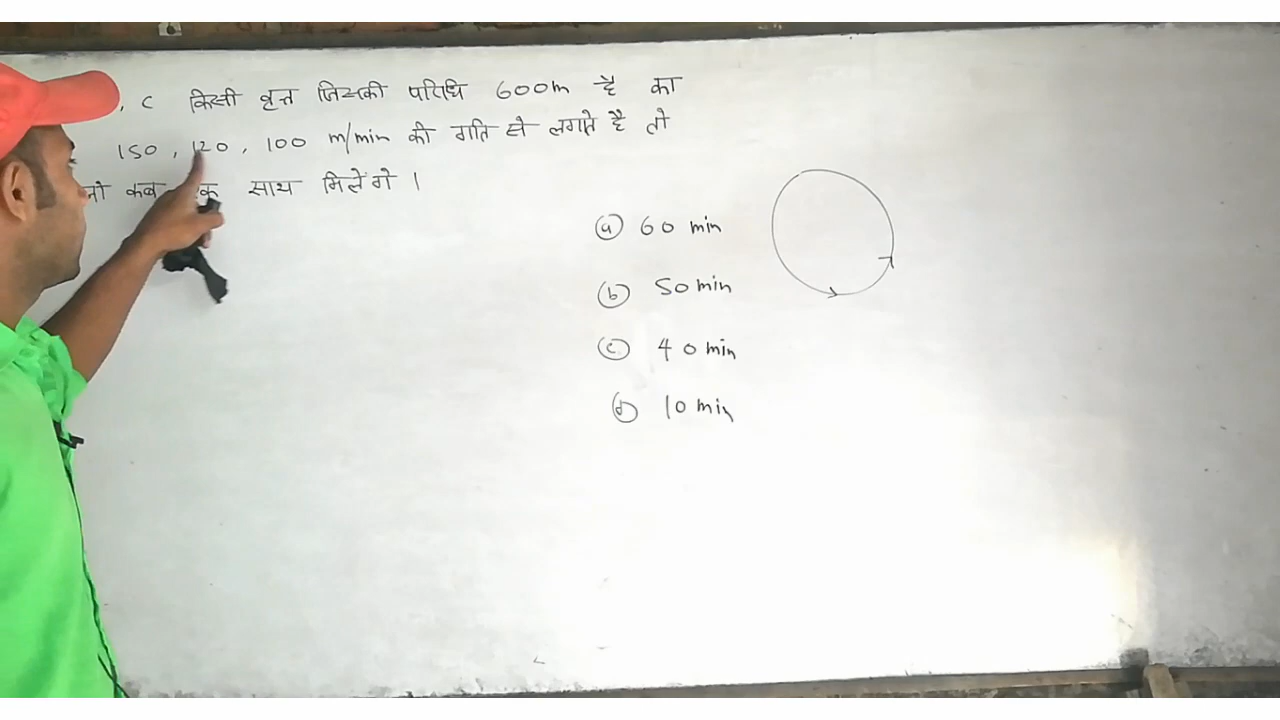 , C किसी वृत्त जिसकी परिधि 600m है का
150, 120, 100 m/min की गति से लगाते है तो
कब साथ मिलेंगे ।
(a) 60 min
(b) 50 min
(c) 40 min
(d) 10 min